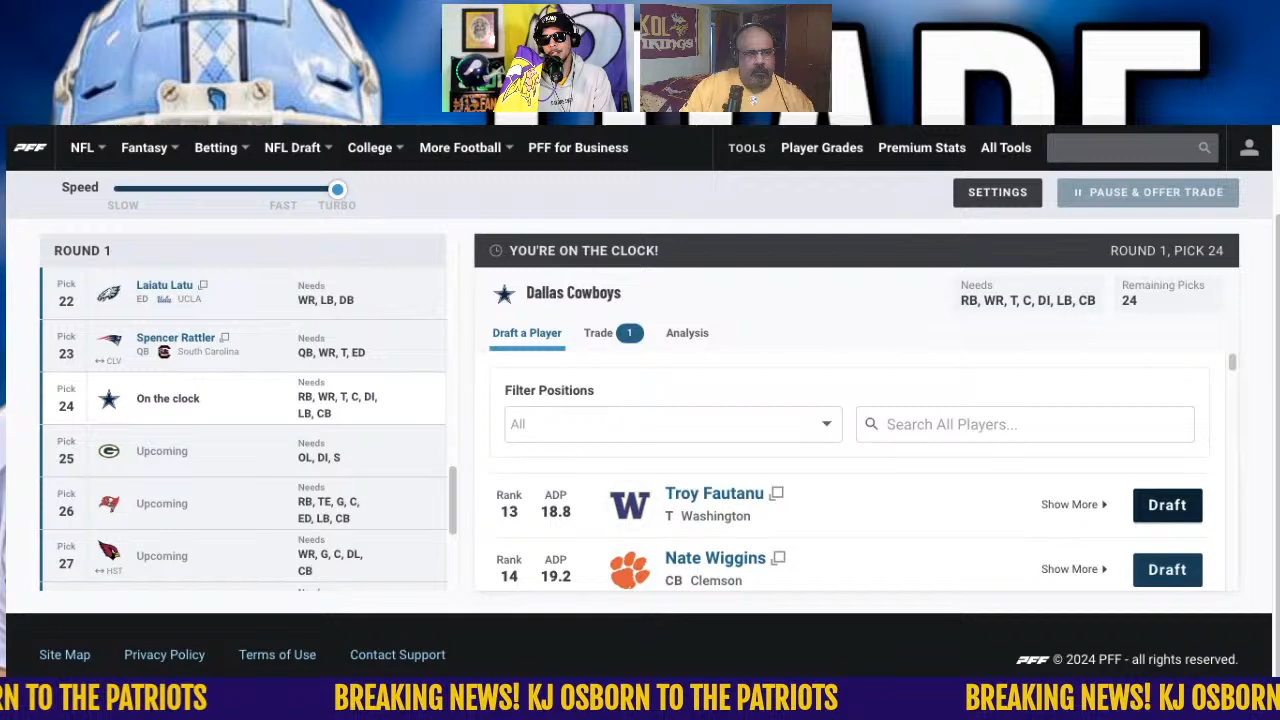 KOL
VIKINGS
PFF
NFL
Fantasy
Betting
NFL Draft
College
More Football
PFF for Business
TOOLS
Player Grades
Premium Stats
All Tools
Speed
SLOW
FAST
TURBO
SETTINGS
PAUSE & OFFER TRADE
ROUND 1
Pick
22
Laiatu Latu
ED UCLA
Needs
WR, LB, DB
Pick
23
CLV
Spencer Rattler
QB South Carolina
Needs
QB, WR, T, ED
Pick
24
On the clock
Needs
RB, WR, T, C, DI,
LB, CB
Pick
25
Upcoming
Needs
OL, DI, S
Pick
26
Upcoming
Needs
RB, TE, G, C,
ED, LB, CB
Pick
27
HST
Upcoming
Needs
WR, G, C, DL,
CB
YOU'RE ON THE CLOCK!
ROUND 1, PICK 24
Dallas Cowboys
Needs
RB, WR, T, C, DI, LB, CB
Remaining Picks
24
Draft a Player
Trade 1
Analysis
Filter Positions
All
Search All Players...
Rank
13
ADP
18.8
W
Troy Fautanu
T Washington
Show More
Draft
Rank
14
ADP
19.2
Nate Wiggins
CB Clemson
Show More
Draft
Site Map
Privacy Policy
Terms of Use
Contact Support
PFF © 2024 PFF - all rights reserved.
RN TO THE PATRIOTS
BREAKING NEWS! KJ OSBORN TO THE PATRIOTS
BREAKING NEWS! KJ OSBORN